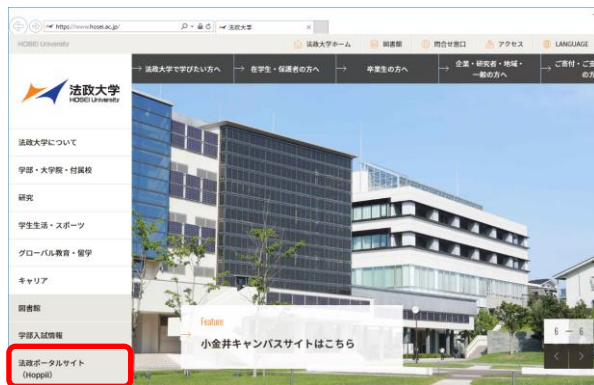 https://www.hosei.ac.jp/
法政大学
HOSEI University
法政大学ホーム
図書館
問合せ窓口
アクセス
LANGUAGE
→ 法政大学で学びたい方へ
→ 在学生・保護者の方へ
→ 卒業生の方へ
→ 企業・研究者・地域・
一般の方へ
→ ご寄付・ご支
の方
法政大学
HOSEI University
法政大学について
学部・大学院・付属校
研究
学生生活・スポーツ
グローバル教育・留学
キャリア
図書館
学部入試情報
法政ポータルサイト
(Hoppii)
Feature
→ 小金井キャンパスサイトはこちら
6 — 6